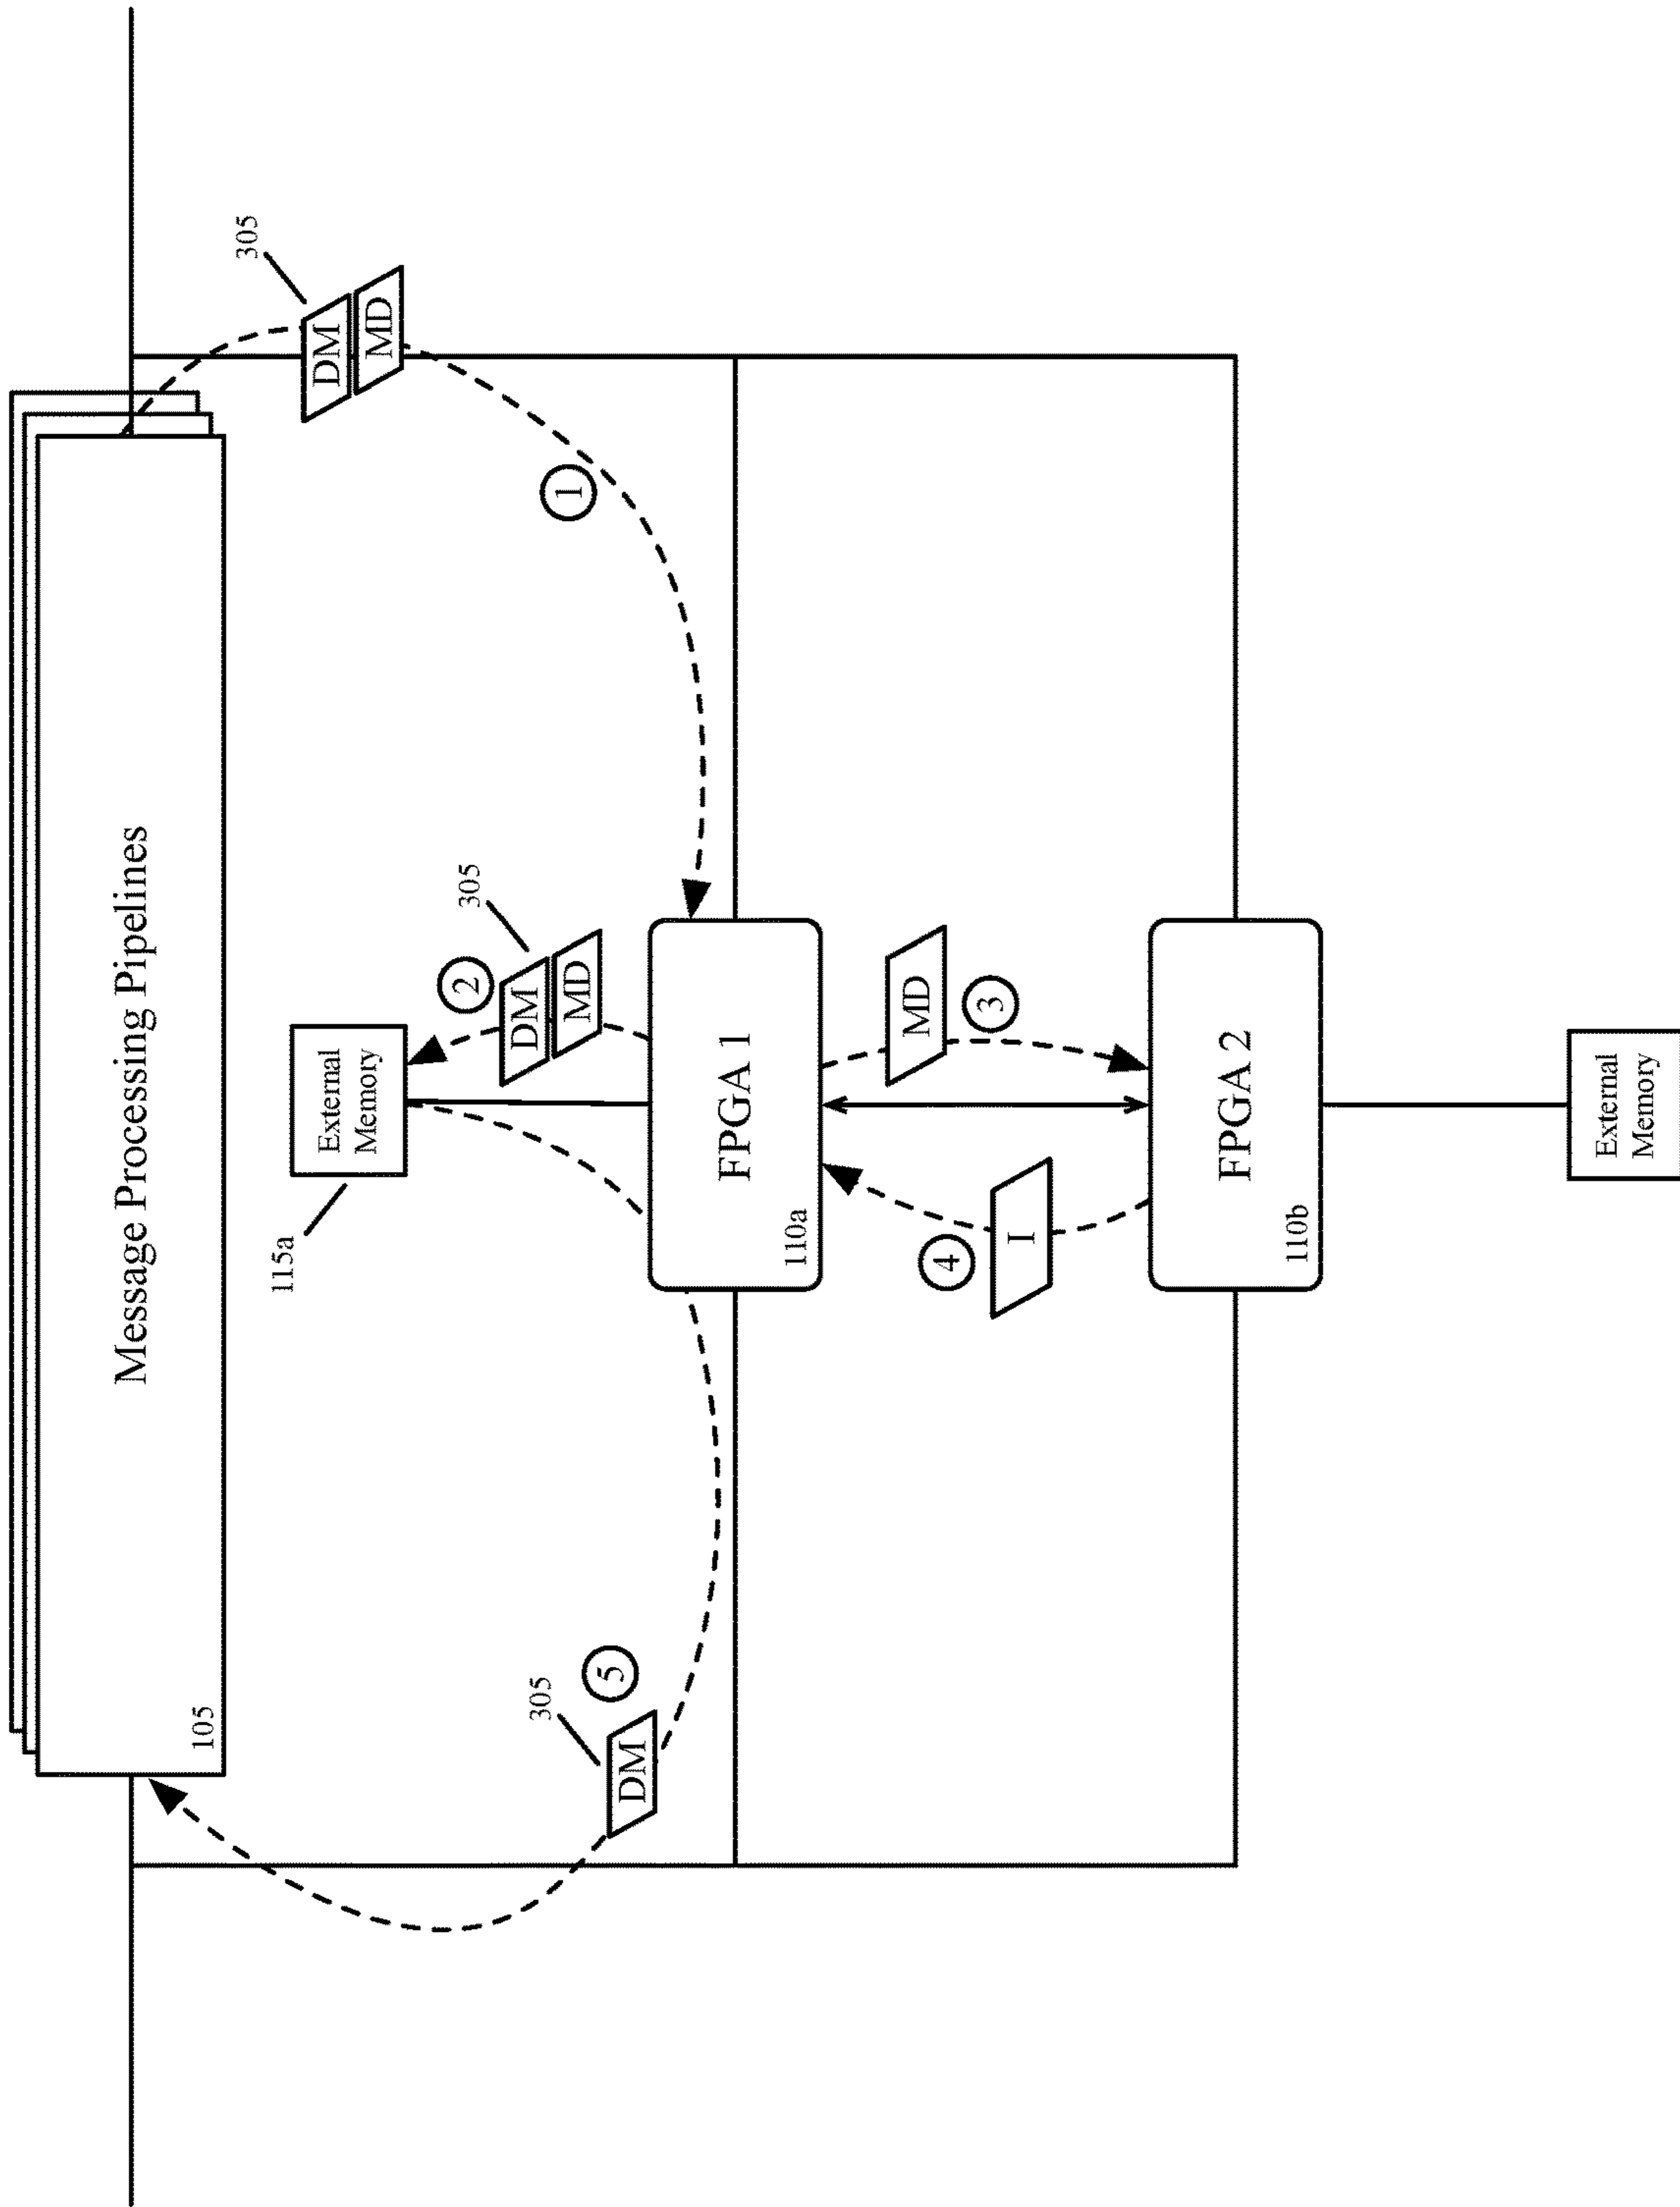 Message Processing Pipelines
105
305
DM
MD
1
External
Memory
115a
2
305
DM
MD
FPGA 1
110a
MD
3
4
I
5
305
DM
FPGA 2
110b
External
Memory